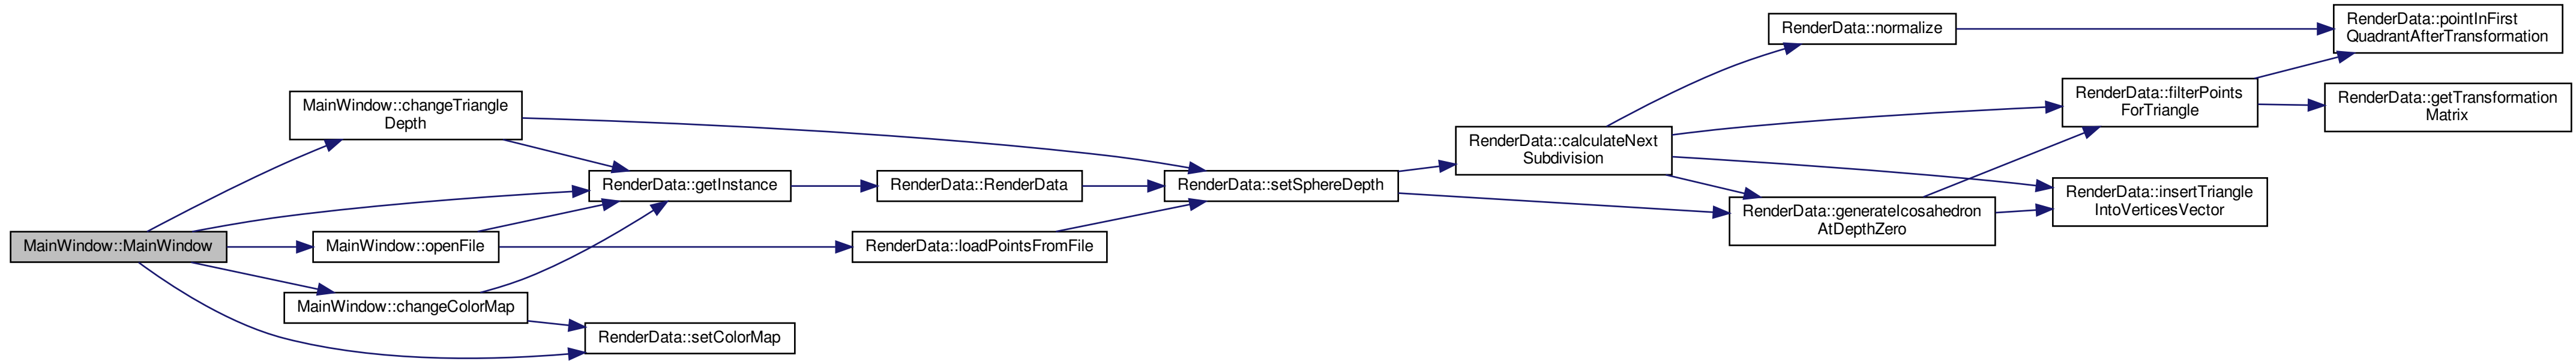 MainWindow::MainWindow
MainWindow::changeTriangle
Depth
MainWindow::openFile
MainWindow::changeColorMap
RenderData::getInstance
RenderData::setColorMap
RenderData::RenderData
RenderData::loadPointsFromFile
RenderData::setSphereDepth
RenderData::calculateNext
Subdivision
RenderData::normalize
RenderData::generateIcosahedron
AtDepthZero
RenderData::filterPoints
ForTriangle
RenderData::insertTriangle
IntoVerticesVector
RenderData::pointInFirst
QuadrantAfterTransformation
RenderData::getTransformation
Matrix